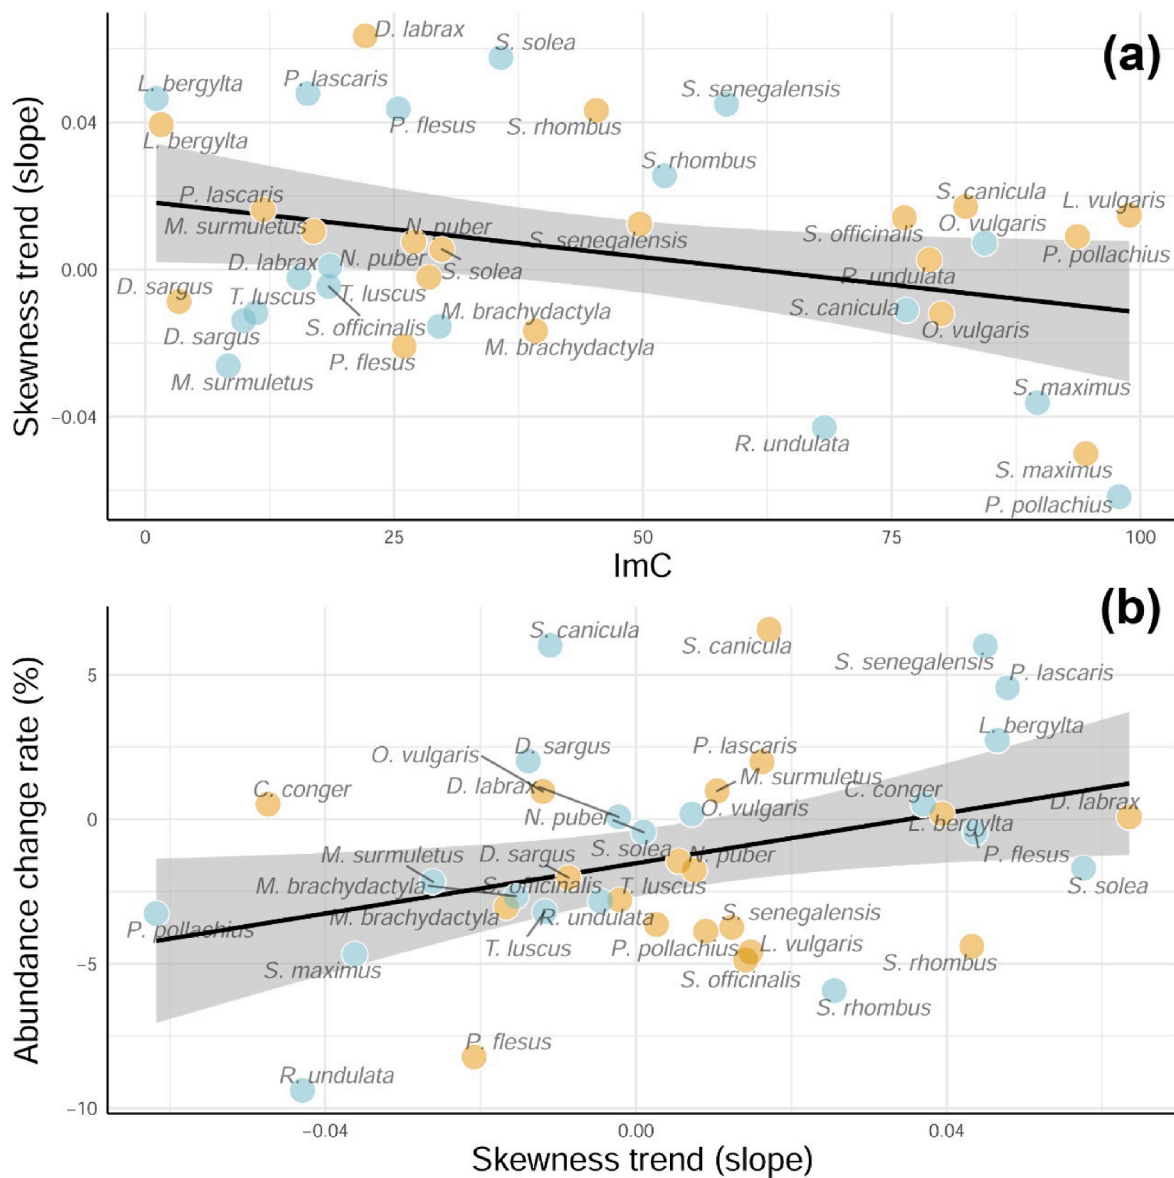 (a)
D. labrax
S. solea
L. bergylta
P. lascaris
S. senegalensis
P. flesus
S. rhombus
L. bergylta
S. rhombus
P. lascaris
S. canicula
L. vulgaris
M. surmuletus
N. puber
S. senegalensis
S. officinalis
O. vulgaris
P. pollachius
D. labrax
N. puber
S. solea
R. undulata
D. sargus
T. luscus
T. luscus
S. canicula
S. officinalis
M. brachydactyla
O. vulgaris
D. sargus
P. flesus
M. brachydactyla
M. surmuletus
S. maximus
R. undulata
S. maximus
P. pollachius
0.04
0.00
−0.04
Skewness trend (slope)
0
25
50
75
100
lmC
(b)
S. canicula
S. canicula
S. senegalensis
P. lascaris
L. bergylta
O. vulgaris
D. sargus
P. lascaris
C. conger
D. labrax
M. surmuletus
C. conger
D. labrax
N. puber
O. vulgaris
L. bergylta
M. surmuletus
D. sargus
S. solea
N. puber
P. flesus
M. brachydactyla
S. officinalis
T. luscus
S. solea
P. pollachius
M. brachydactyla
R. undulata
S. senegalensis
T. luscus
P. pollachius
L. vulgaris
S. maximus
S. officinalis
S. rhombus
S. rhombus
P. flesus
R. undulata
5
0
−5
−10
Abundance change rate (%)
−0.04
0.00
0.04
Skewness trend (slope)